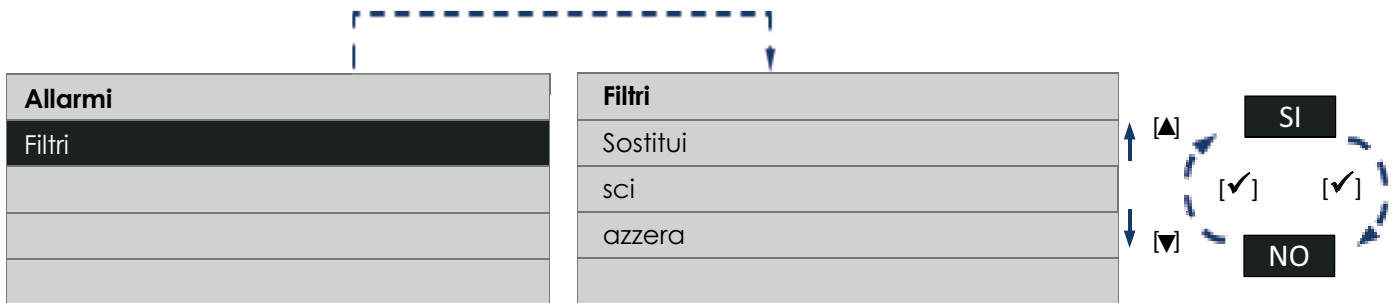 Allarmi
Filtri
Filtri
Sostitui
sci
azzera
[▲]
[▼]
SI
[✓] [✓]
NO